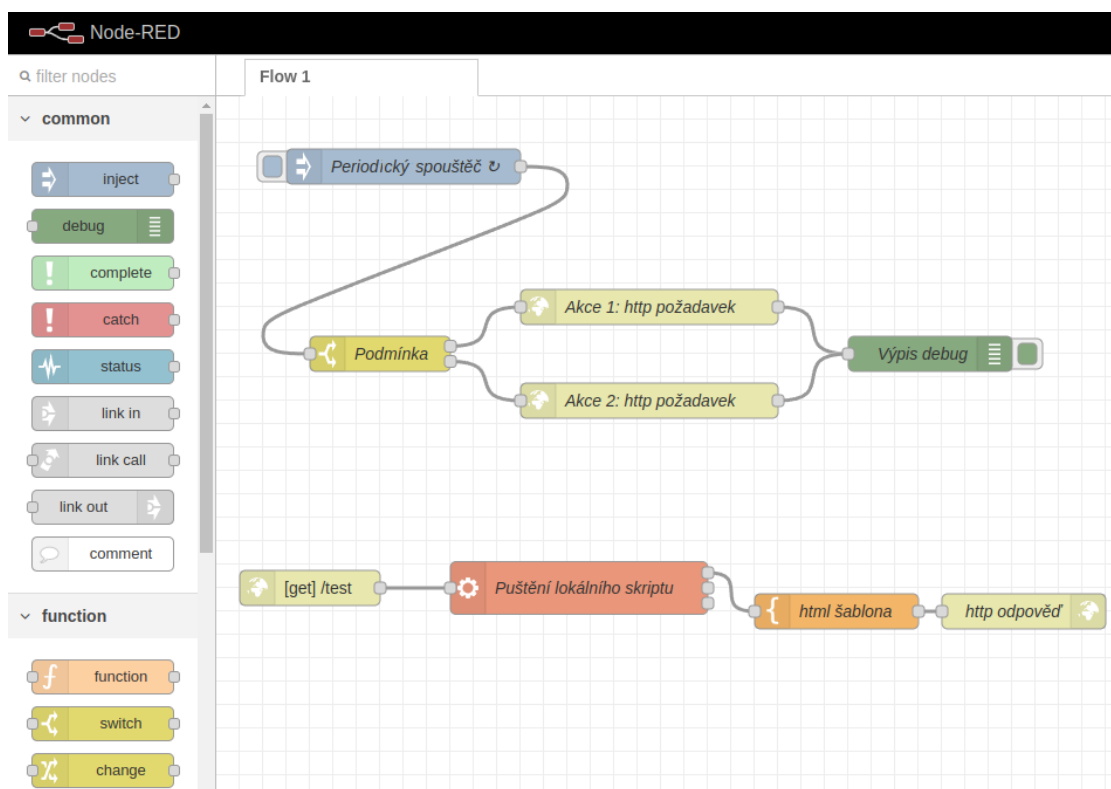 Node-RED
filter nodes
Flow 1
common
inject
debug
complete
catch
status
link in
link call
link out
comment
function
function
switch
change
Periodický spouštěč ↻
Podmínka
Akce 1: http požadavek
Akce 2: http požadavek
Výpis debug
[get] /test
Puštění lokálního skriptu
html šablona
http odpověď